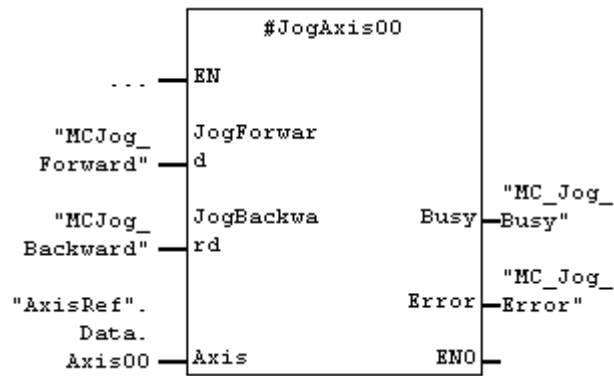 #JogAxis00
... EN
"MCJog_ JogForwar
Forward" d
"MCJog_ JogBackwa Busy "MC_Jog_
Backward" rd Busy"
"AxisRef". Error "MC_Jog_
Data. Error"
Axis00 Axis ENO